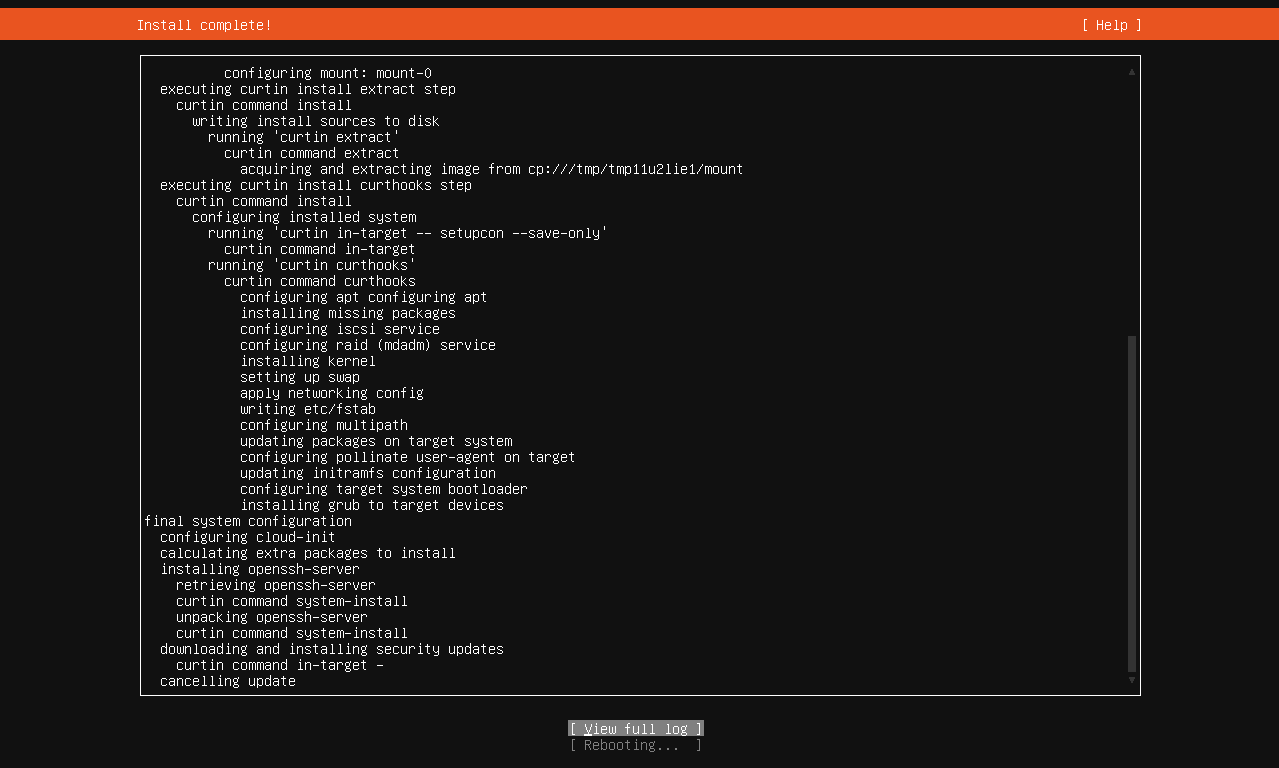 Install complete!
[ Help ]
configuring mount: mount-0
executing curtin install extract step
curtin command install
writing install sources to disk
running 'curtin extract'
curtin command extract
acquiring and extracting image from cp:///tmp/tmp11u2lie1/mount
executing curtin install curthooks step
curtin command install
configuring installed system
running 'curtin in-target -- setupcon --save-only'
curtin command in-target
running 'curtin curthooks'
curtin command curthooks
configuring apt configuring apt
installing missing packages
configuring iscsi service
configuring raid (mdadm) service
installing kernel
setting up swap
apply networking config
writing etc/fstab
configuring multipath
updating packages on target system
configuring pollinate user-agent on target
updating initramfs configuration
configuring target system bootloader
installing grub to target devices
final system configuration
configuring cloud-init
calculating extra packages to install
installing openssh-server
retrieving openssh-server
curtin command system-install
unpacking openssh-server
curtin command system-install
downloading and installing security updates
curtin command in-target -
cancelling update
[ View full log ]
[ Rebooting... ]